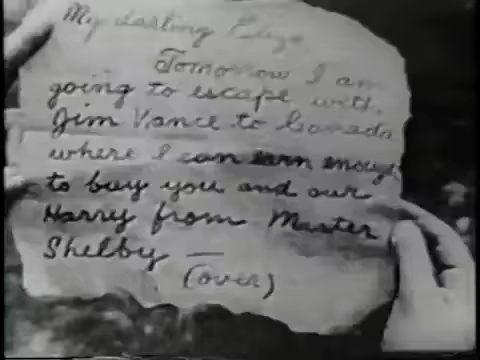 My darling Eliza
Tomorrow I am
going to escape with
Jim Vance to Canada
where I can earn enough
to buy you and our
Harry from Master
Shelby —
(over)